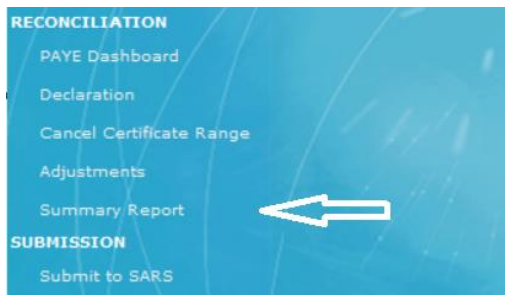 RECONCILIATION
PAYE Dashboard
Declaration
Cancel Certificate Range
Adjustments
Summary Report
SUBMISSION
Submit to SARS